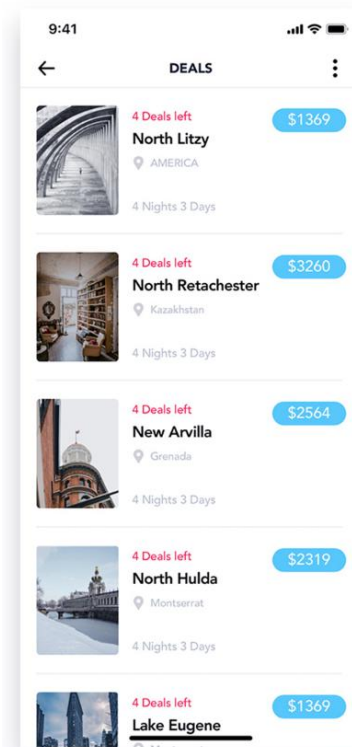 9:41
DEALS
4 Deals left
$1369
North Litzy
AMERICA
4 Nights 3 Days
4 Deals left
$3260
North Retachester
Kazakhstan
4 Nights 3 Days
4 Deals left
$2564
New Arvilla
Grenada
4 Nights 3 Days
4 Deals left
$2319
North Hulda
Montserrat
4 Nights 3 Days
4 Deals left
$1369
Lake Eugene